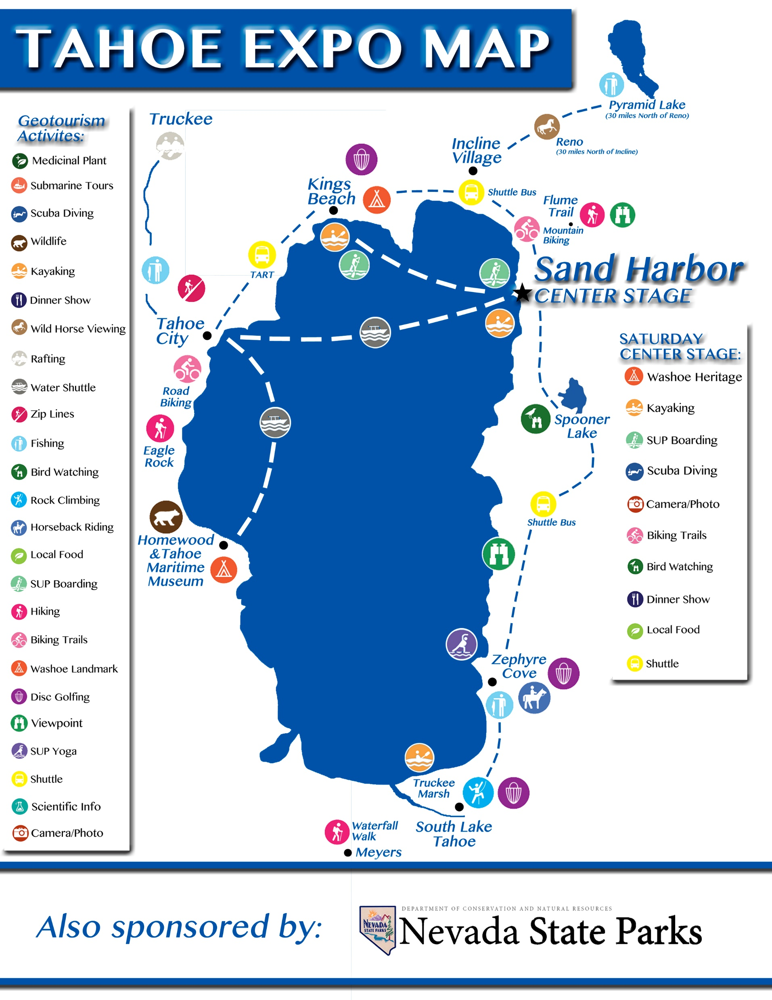 TAHOE EXPO MAP
Geotourism
Activites:
Medicinal Plant
Submarine Tours
Scuba Diving
Wildlife
Kayaking
Dinner Show
Wild Horse Viewing
Rafting
Water Shuttle
Zip Lines
Fishing
Bird Watching
Rock Climbing
Horseback Riding
Local Food
SUP Boarding
Hiking
Biking Trails
Washoe Landmark
Disc Golfing
Viewpoint
SUP Yoga
Shuttle
Scientific Info
Camera/Photo
Truckee
Pyramid Lake
(30 miles North of Reno)
Reno
(30 miles North of Incline)
Incline
Village
Shuttle Bus
Kings
Beach
Flume
Trail
Mountain
Biking
TART
Sand Harbor
CENTER STAGE
Tahoe
City
Road
Biking
Eagle
Rock
Spooner
Lake
Shuttle Bus
Homewood
&Tahoe
Maritime
Museum
Zephyre
Cove
Truckee
Marsh
South Lake
Tahoe
Waterfall
Walk
Meyers
SATURDAY
CENTER STAGE:
Washoe Heritage
Kayaking
SUP Boarding
Scuba Diving
Camera/Photo
Biking Trails
Bird Watching
Dinner Show
Local Food
Shuttle
Also sponsored by:
NEVADA
STATE PARKS
DEPARTMENT OF CONSERVATION AND NATURAL RESOURCES
Nevada State Parks